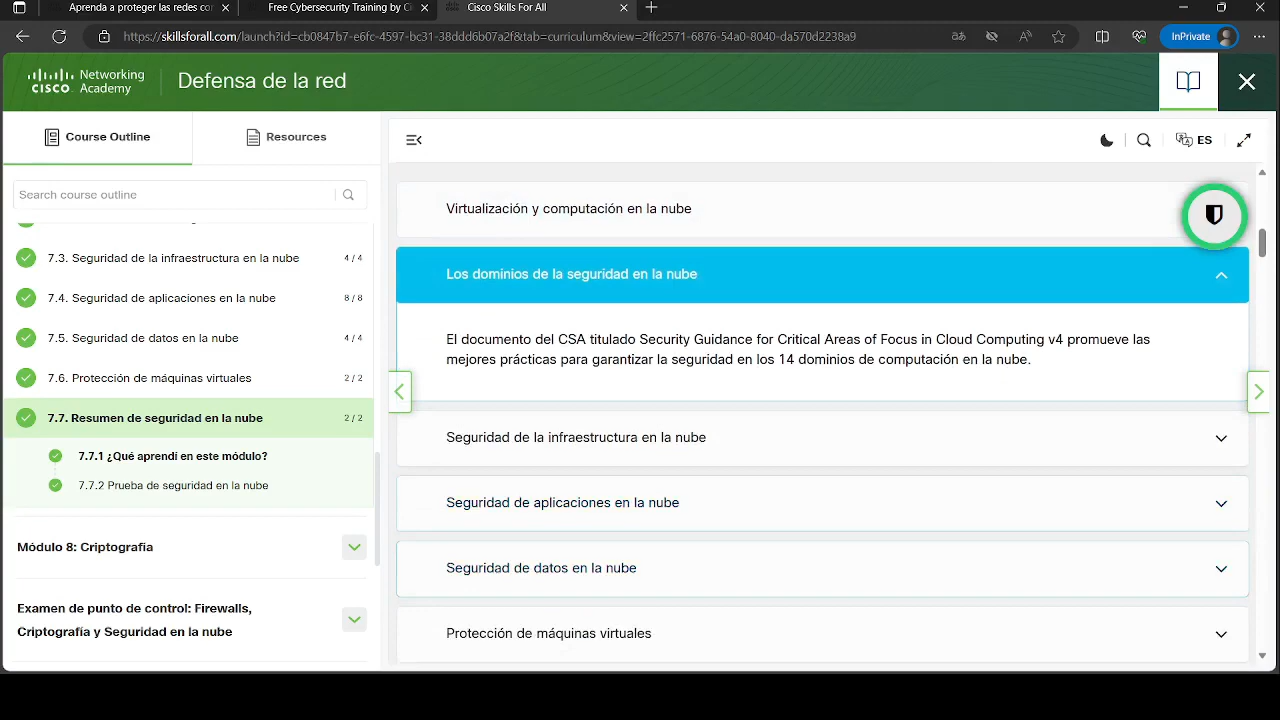 Aprenda a proteger las redes cor
Free Cybersecurity Training by Ci
Cisco Skills For All
https://skillsforall.com/launch?id=cb0847b7-e6fc-4597-bc31-38ddd6b07a2f&tab=curriculum&view=2ffc2571-6876-54a0-8040-da570d2238a9
InPrivate
cisco Networking Academy
Defensa de la red
Course Outline
Resources
ES
Search course outline
7.3. Seguridad de la infraestructura en la nube 4 / 4
7.4. Seguridad de aplicaciones en la nube 8 / 8
7.5. Seguridad de datos en la nube 4 / 4
7.6. Protección de máquinas virtuales 2 / 2
7.7. Resumen de seguridad en la nube 2 / 2
7.7.1 ¿Qué aprendí en este módulo?
7.7.2 Prueba de seguridad en la nube
Módulo 8: Criptografía
Examen de punto de control: Firewalls,
Criptografía y Seguridad en la nube
Virtualización y computación en la nube
Los dominios de la seguridad en la nube
El documento del CSA titulado Security Guidance for Critical Areas of Focus in Cloud Computing v4 promueve las
mejores prácticas para garantizar la seguridad en los 14 dominios de computación en la nube.
Seguridad de la infraestructura en la nube
Seguridad de aplicaciones en la nube
Seguridad de datos en la nube
Protección de máquinas virtuales